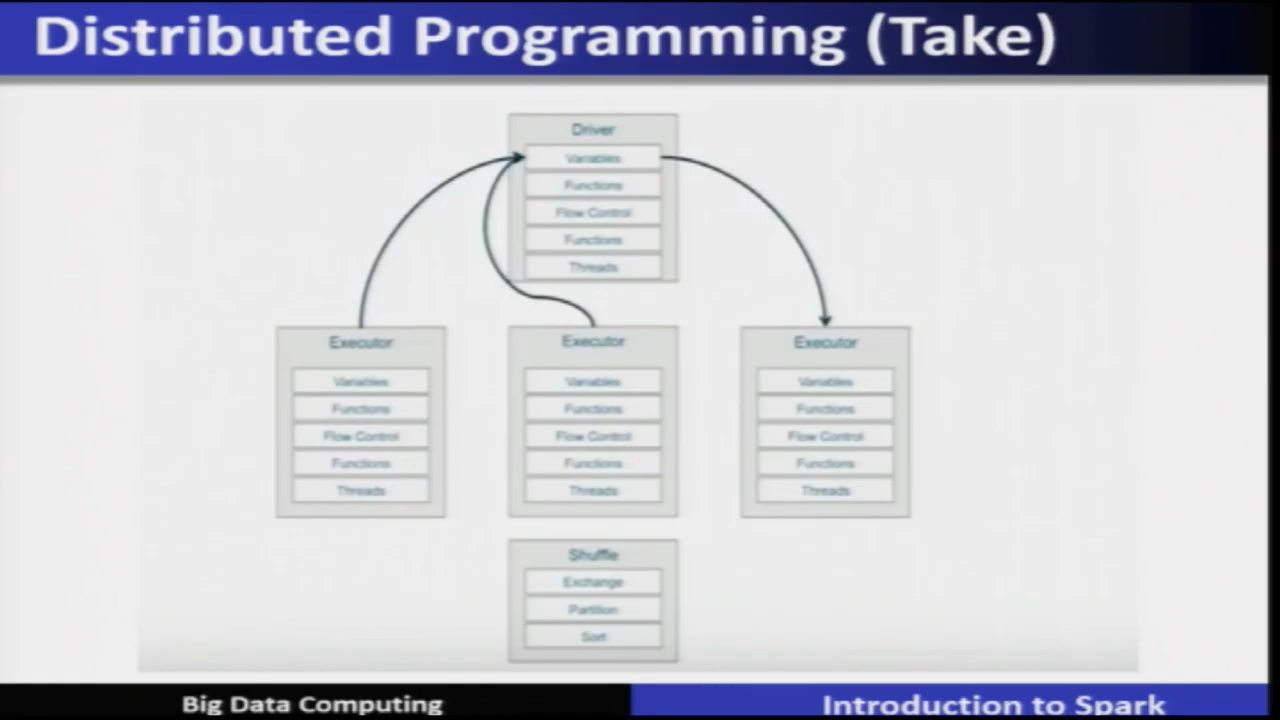 Distributed Programming (Take)
Driver
Variables
Functions
Flow Control
Functions
Threads
Executor
Variables
Functions
Flow Control
Functions
Threads
Executor
Variables
Functions
Flow Control
Functions
Threads
Executor
Variables
Functions
Flow Control
Functions
Threads
Shuffle
Exchange
Partition
Sort
Big Data Computing
Introduction to Spark